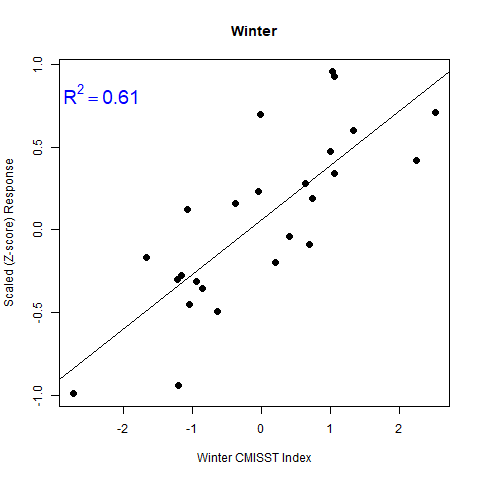 Winter
R² = 0.61
Scaled (Z-score) Response
1.0
0.5
0.0
-0.5
-1.0
-2 -1 0 1 2
Winter CMISST Index